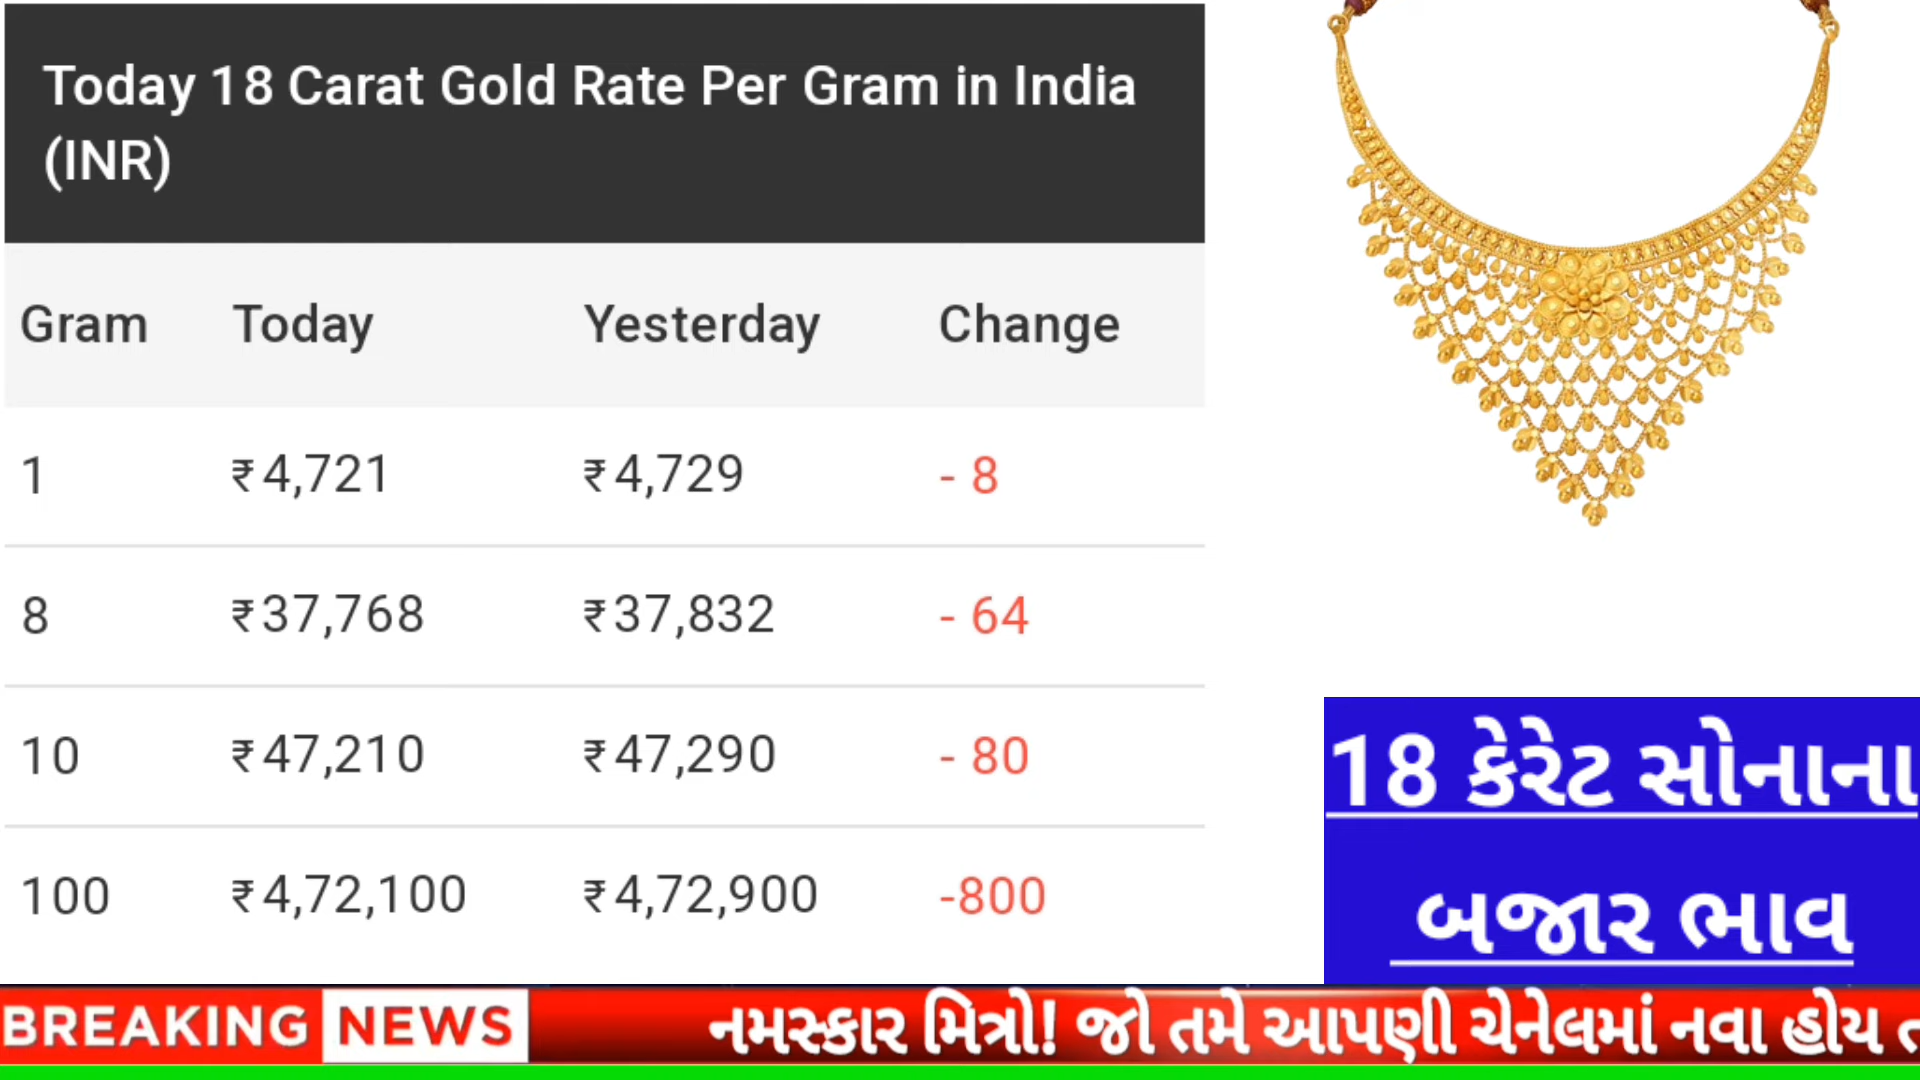 Today 18 Carat Gold Rate Per Gram in India
(INR)
Gram Today Yesterday Change
1 ₹4,721 ₹4,729 - 8
8 ₹37,768 ₹37,832 - 64
10 ₹47,210 ₹47,290 - 80
100 ₹4,72,100 ₹4,72,900 -800
18 કેરેટ સોનાના
બજાર ભાવ
BREAKING NEWS નમસ્કાર મિત્રો! જો તમે આપણી ચેનેલમાં નવા હોય